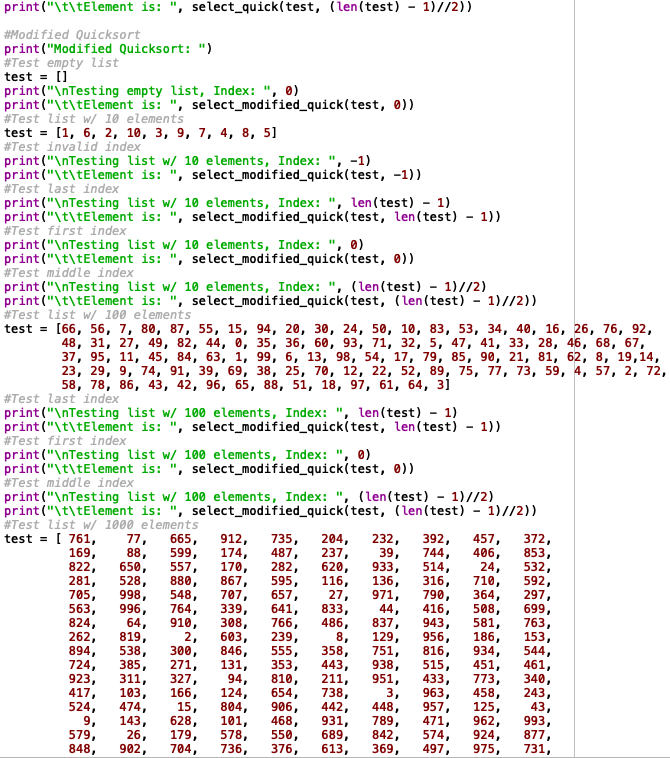 print("\t\tElement is: ", select_quick(test, (len(test) - 1)//2))
#Modified Quicksort
print("Modified Quicksort: ")
#Test empty list
test = []
print("\nTesting empty list, Index: ", 0)
print("\t\tElement is: ", select_modified_quick(test, 0))
#Test list w/ 10 elements
test = [1, 6, 2, 10, 3, 9, 7, 4, 8, 5]
#Test invalid index
print("\nTesting list w/ 10 elements, Index: ", -1)
print("\t\tElement is: ", select_modified_quick(test, -1))
#Test last index
print("\nTesting list w/ 10 elements, Index: ", len(test) - 1)
print("\t\tElement is: ", select_modified_quick(test, len(test) - 1))
#Test first index
print("\nTesting list w/ 10 elements, Index: ", 0)
print("\t\tElement is: ", select_modified_quick(test, 0))
#Test middle index
print("\nTesting list w/ 10 elements, Index: ", (len(test) - 1)//2)
print("\t\tElement is: ", select_modified_quick(test, (len(test) - 1)//2))
#Test list w/ 100 elements
test = [66, 56, 7, 80, 87, 55, 15, 94, 20, 30, 24, 50, 10, 83, 53, 34, 40, 16, 26, 76, 92,
48, 31, 27, 49, 82, 44, 0, 35, 36, 60, 93, 71, 32, 5, 47, 41, 33, 28, 46, 68, 67,
37, 95, 11, 45, 84, 63, 1, 99, 6, 13, 98, 54, 17, 79, 85, 90, 21, 81, 62, 8, 19,14,
23, 29, 9, 74, 91, 39, 69, 38, 25, 70, 12, 22, 52, 89, 75, 77, 73, 59, 4, 57, 2, 72,
58, 78, 86, 43, 42, 96, 65, 88, 51, 18, 97, 61, 64, 3]
#Test last index
print("\nTesting list w/ 100 elements, Index: ", len(test) - 1)
print("\t\tElement is: ", select_modified_quick(test, len(test) - 1))
#Test first index
print("\nTesting list w/ 100 elements, Index: ", 0)
print("\t\tElement is: ", select_modified_quick(test, 0))
#Test middle index
print("\nTesting list w/ 100 elements, Index: ", (len(test) - 1)//2)
print("\t\tElement is: ", select_modified_quick(test, (len(test) - 1)//2))
#Test list w/ 1000 elements
test = [ 761, 77, 665, 912, 735, 204, 232, 392, 457, 372,
169, 88, 599, 174, 487, 237, 39, 744, 406, 853,
822, 650, 557, 170, 282, 620, 933, 514, 24, 532,
281, 528, 880, 867, 595, 116, 136, 316, 710, 592,
705, 998, 548, 707, 657, 27, 971, 790, 364, 297,
563, 996, 764, 339, 641, 833, 44, 416, 508, 699,
824, 64, 910, 308, 766, 486, 837, 943, 581, 763,
262, 819, 2, 603, 239, 8, 129, 956, 186, 153,
894, 538, 300, 846, 555, 358, 751, 816, 934, 544,
724, 385, 271, 131, 353, 443, 938, 515, 451, 461,
923, 311, 327, 94, 810, 211, 951, 433, 773, 340,
417, 103, 166, 124, 654, 738, 3, 963, 458, 243,
524, 474, 15, 804, 906, 442, 448, 957, 125, 43,
9, 143, 628, 101, 468, 931, 789, 471, 962, 993,
579, 26, 179, 578, 550, 689, 842, 574, 924, 877,
848, 902, 704, 736, 376, 613, 369, 497, 975, 731,